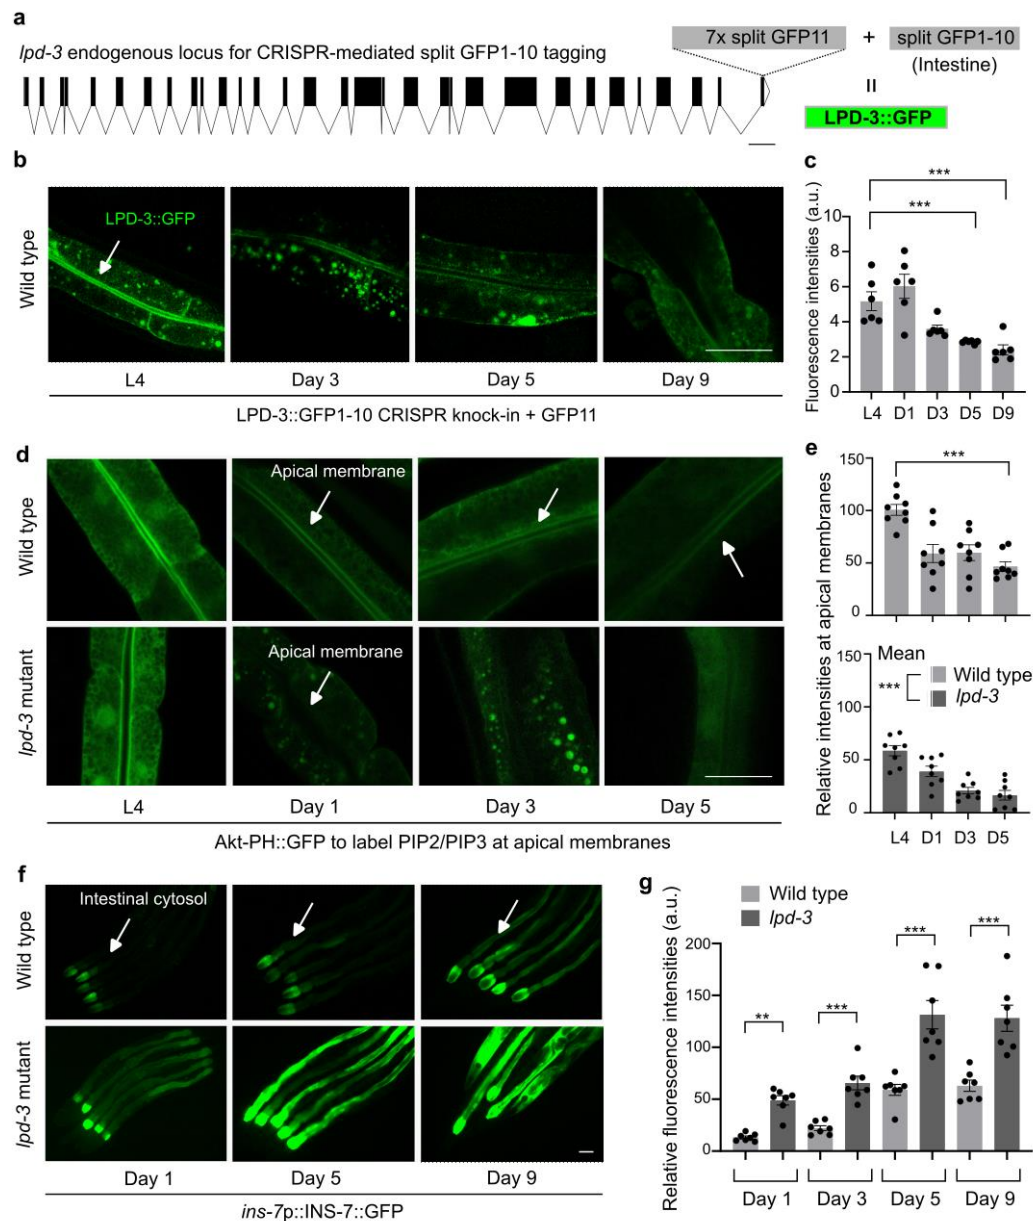 a
lpd-3 endogenous locus for CRISPR-mediated split GFP1-10 tagging
7x split GFP11
+
split GFP1-10
(Intestine)
=
LPD-3::GFP
b
Wild type
LPD-3::GFP
L4
Day 3
Day 5
Day 9
LPD-3::GFP1-10 CRISPR knock-in + GFP11
c
Fluorescence intensities (a.u.)
***
***
10
8
6
4
2
0
L4 D1 D3 D5 D9
d
Wild type
Apical membrane
lpd-3 mutant
Apical membrane
L4
Day 1
Day 3
Day 5
Akt-PH::GFP to label PIP2/PIP3 at apical membranes
e
Relative intensities at apical membranes
***
150
100
50
0
Mean
Wild type
lpd-3
***
150
100
50
0
L4 D1 D3 D5
f
Wild type
Intestinal cytosol
lpd-3 mutant
Day 1
Day 5
Day 9
ins-7p::INS-7::GFP
g
Wild type
lpd-3
Relative fluorescence intensities (a.u.)
200
150
100
50
0
**
***
***
***
Day 1
Day 3
Day 5
Day 9